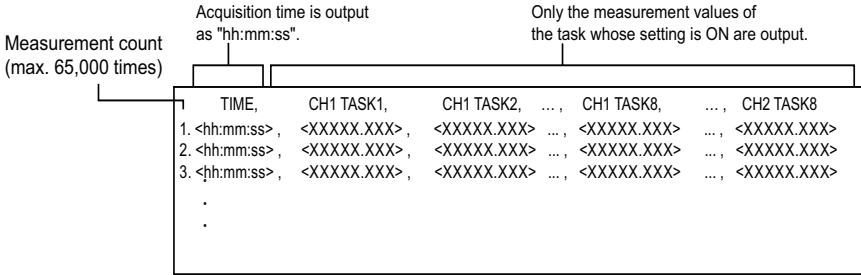 Acquisition time is output
as "hh:mm:ss".
Only the measurement values of
the task whose setting is ON are output.
Measurement count
(max. 65,000 times)
TIME, CH1 TASK1, CH1 TASK2, ... , CH1 TASK8, ... , CH2 TASK8
1. <hh:mm:ss> , <XXXXX.XXX> , <XXXXX.XXX> ... , <XXXXX.XXX> ... , <XXXXX.XXX>
2. <hh:mm:ss> , <XXXXX.XXX> , <XXXXX.XXX> ... , <XXXXX.XXX> ... , <XXXXX.XXX>
3. <hh:mm:ss> , <XXXXX.XXX> , <XXXXX.XXX> ... , <XXXXX.XXX> ... , <XXXXX.XXX>
.
.
.